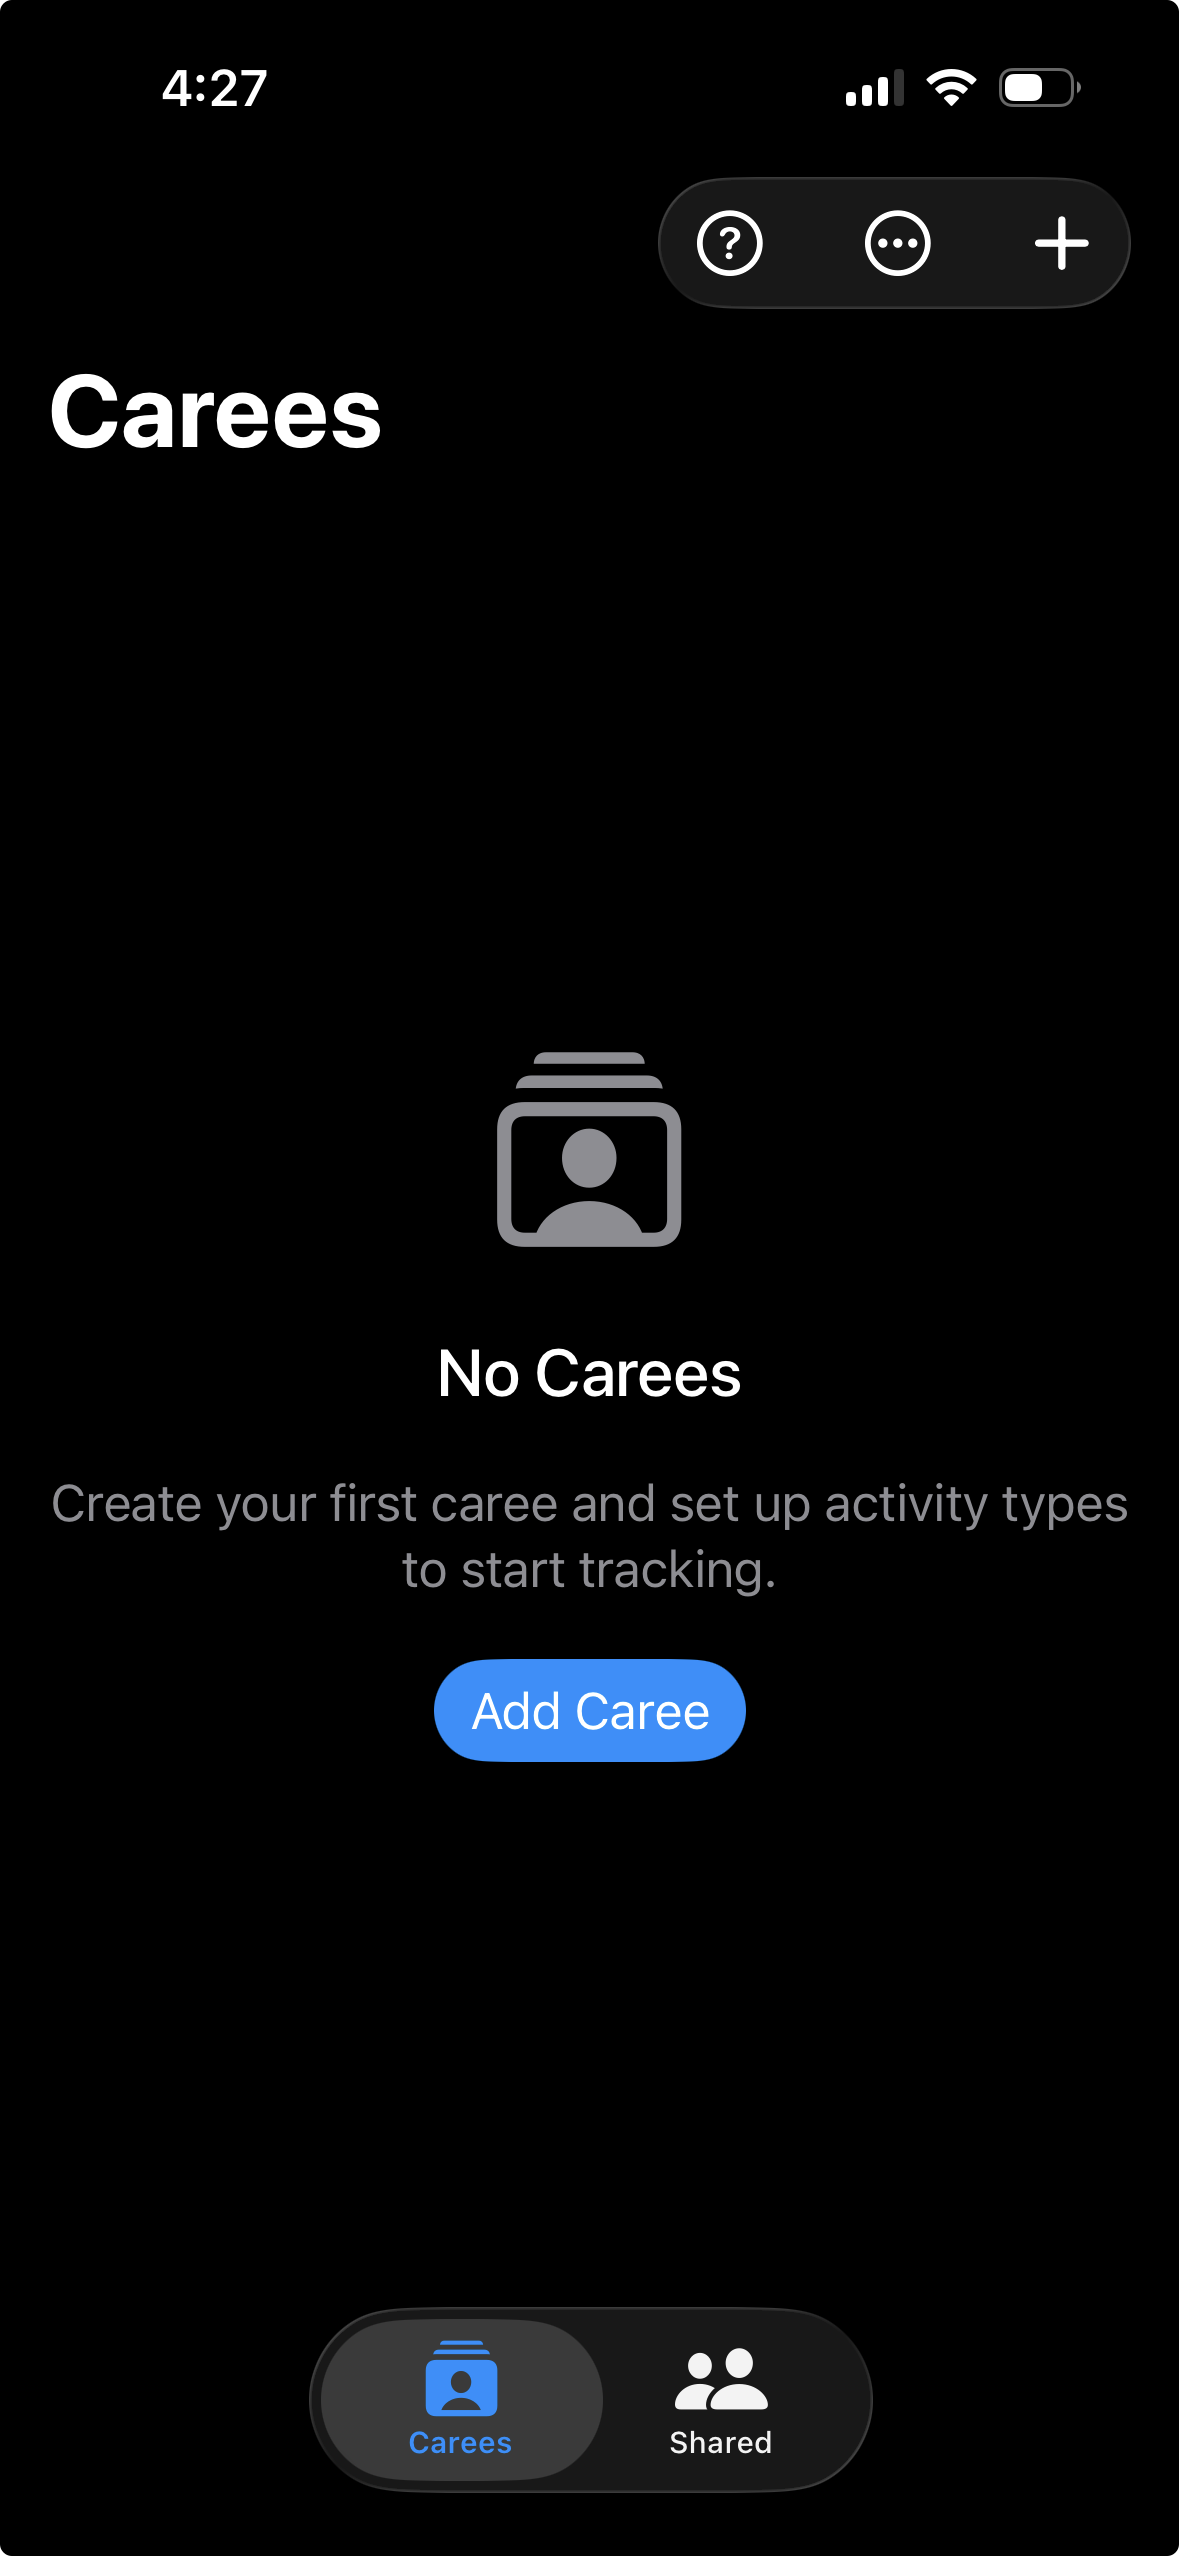 4:27
Carees
No Carees
Create your first caree and set up activity types
to start tracking.
Add Caree
Carees
Shared